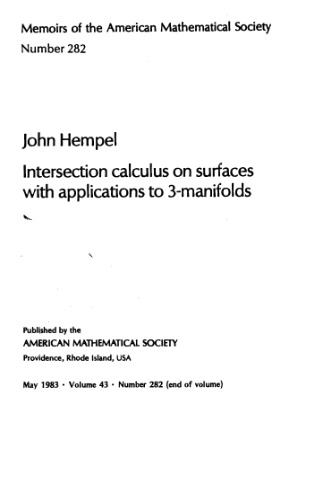 Memoirs of the American Mathematical Society
Number 282
John Hempel
Intersection calculus on surfaces
with applications to 3-manifolds
Published by the
AMERICAN MATHEMATICAL SOCIETY
Providence, Rhode Island, USA
May 1983 · Volume 43 · Number 282 (end of volume)